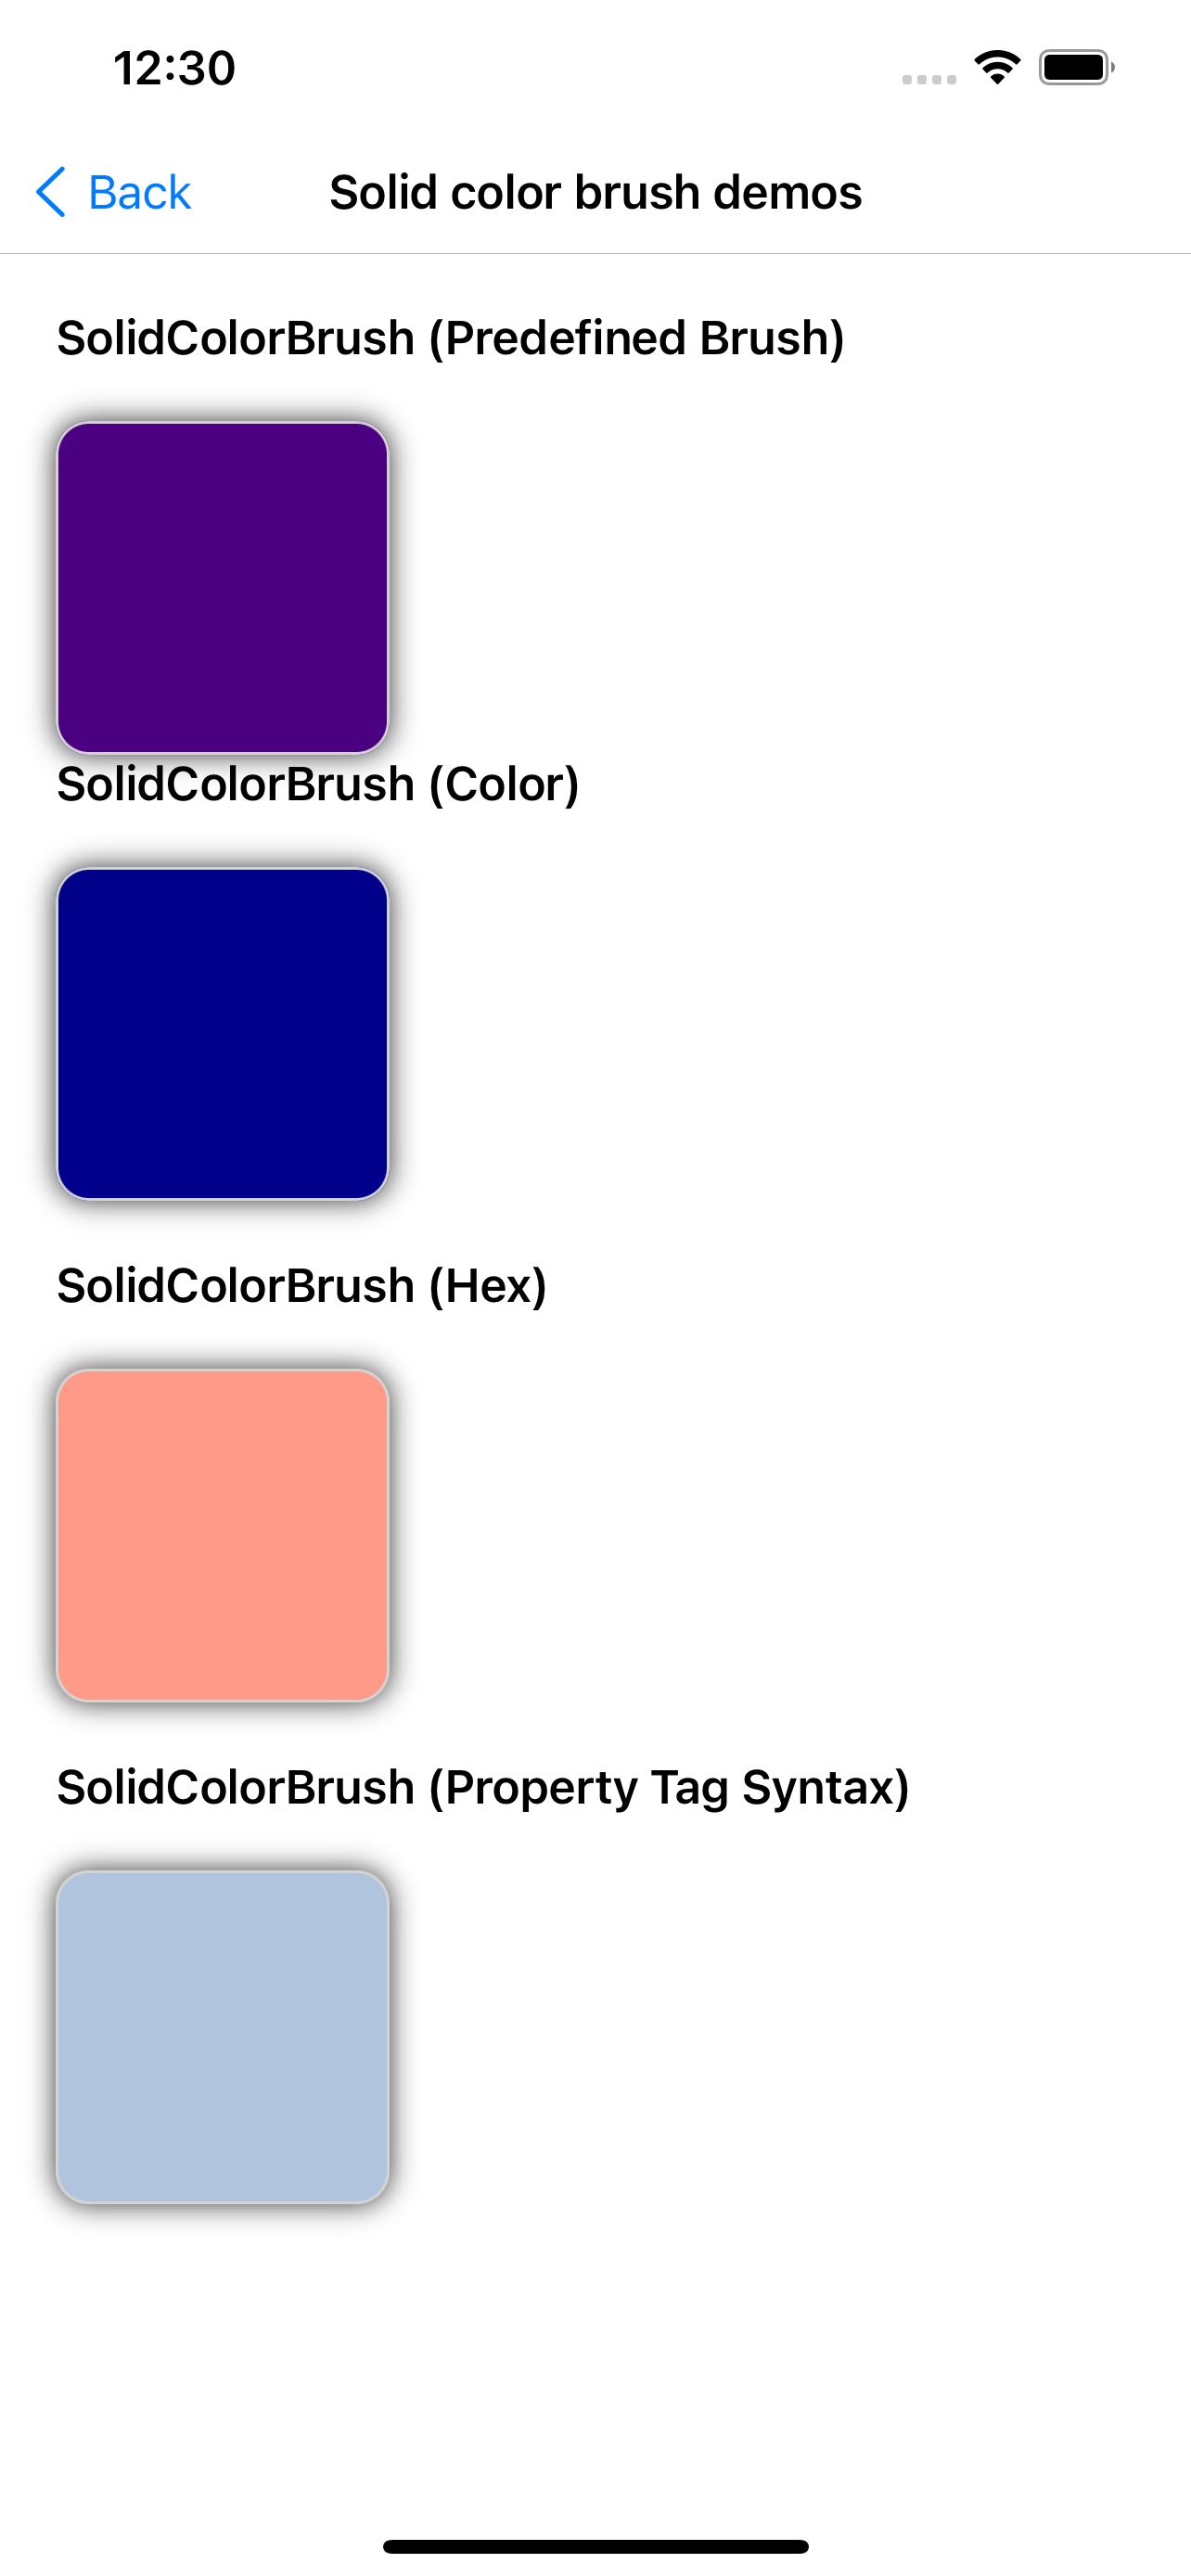 12:30
Back
Solid color brush demos
SolidColorBrush (Predefined Brush)
SolidColorBrush (Color)
SolidColorBrush (Hex)
SolidColorBrush (Property Tag Syntax)